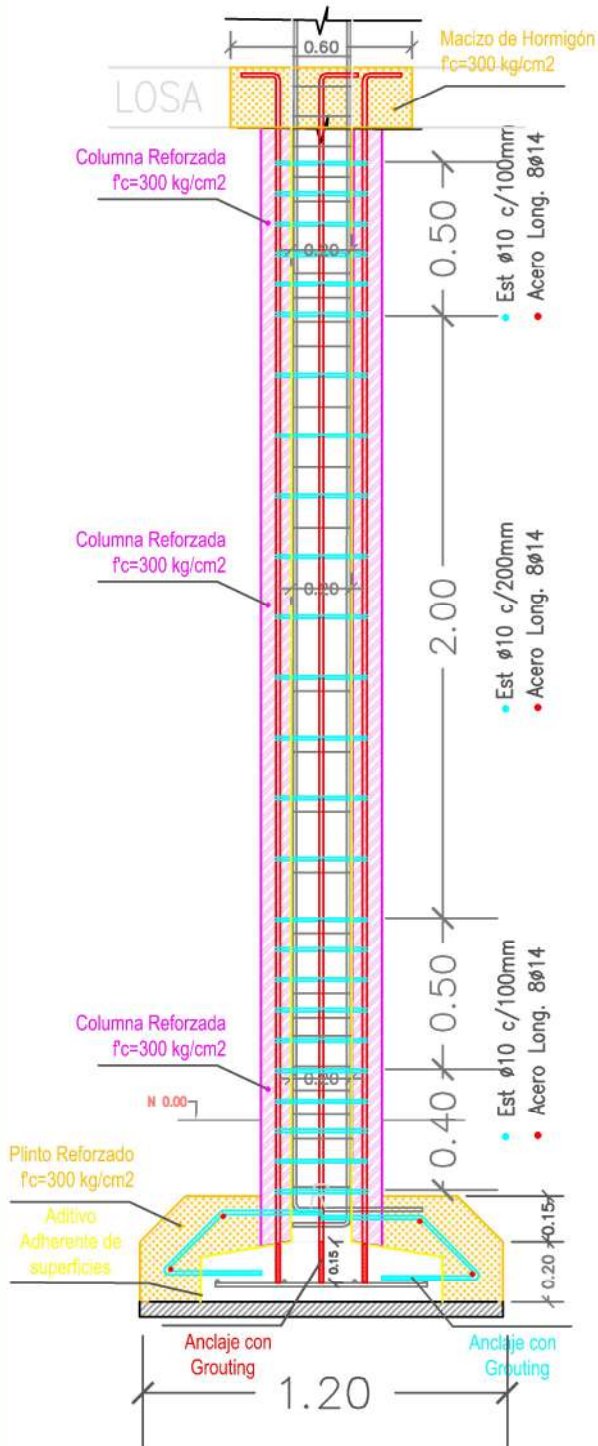 0.60
Macizo de Hormigón
f'c=300 kg/cm2
LOSA
Columna Reforzada
f'c=300 kg/cm2
0.20
0.50
Est ø10 c/100mm
Acero Long. 8ø14
Columna Reforzada
f'c=300 kg/cm2
0.20
2.00
Est ø10 c/200mm
Acero Long. 8ø14
Columna Reforzada
f'c=300 kg/cm2
0.20
0.50
0.40
Est ø10 c/100mm
Acero Long. 8ø14
N 0.00
Plinto Reforzado
f'c=300 kg/cm2
Aditivo
Adherente de
superficies
0.15
0.15
0.20
Anclaje con
Grouting
Anclaje con
Grouting
1.20